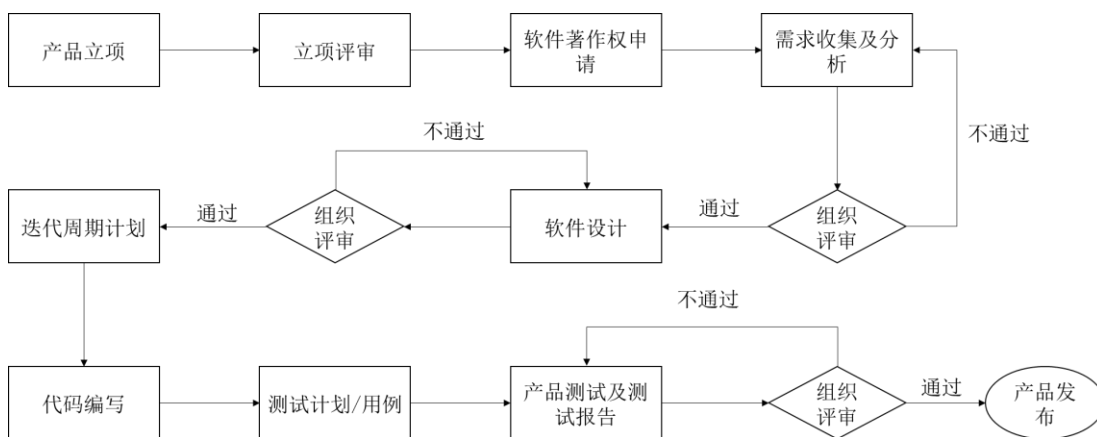 产品立项
立项评审
软件著作权申
请
需求收集及分
析
不通过
不通过
迭代周期计划
通过
组织
评审
软件设计
通过
组织
评审
不通过
代码编写
测试计划/用例
产品测试及测
试报告
组织
评审
通过
产品发
布